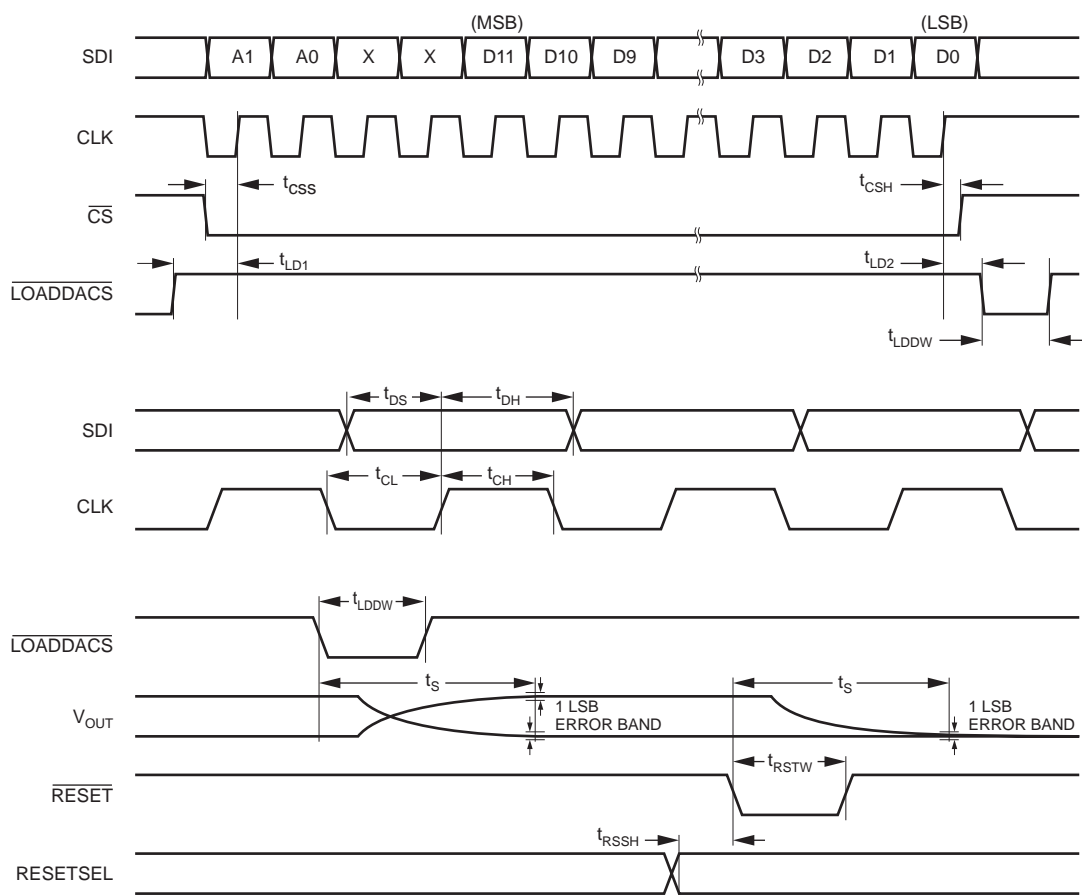 (MSB) (LSB)
SDI A1 A0 X X D11 D10 D9 D3 D2 D1 D0
CLK
tCSS tCSH
CS
tLD1 tLD2
LOADDACS
tLDDW
tDS tDH
SDI
tCL tCH
CLK
tLDDW
LOADDACS
tS tS
VOUT
1 LSB
ERROR BAND
1 LSB
ERROR BAND
tRSTW
RESET
tRSSH
RESETSEL